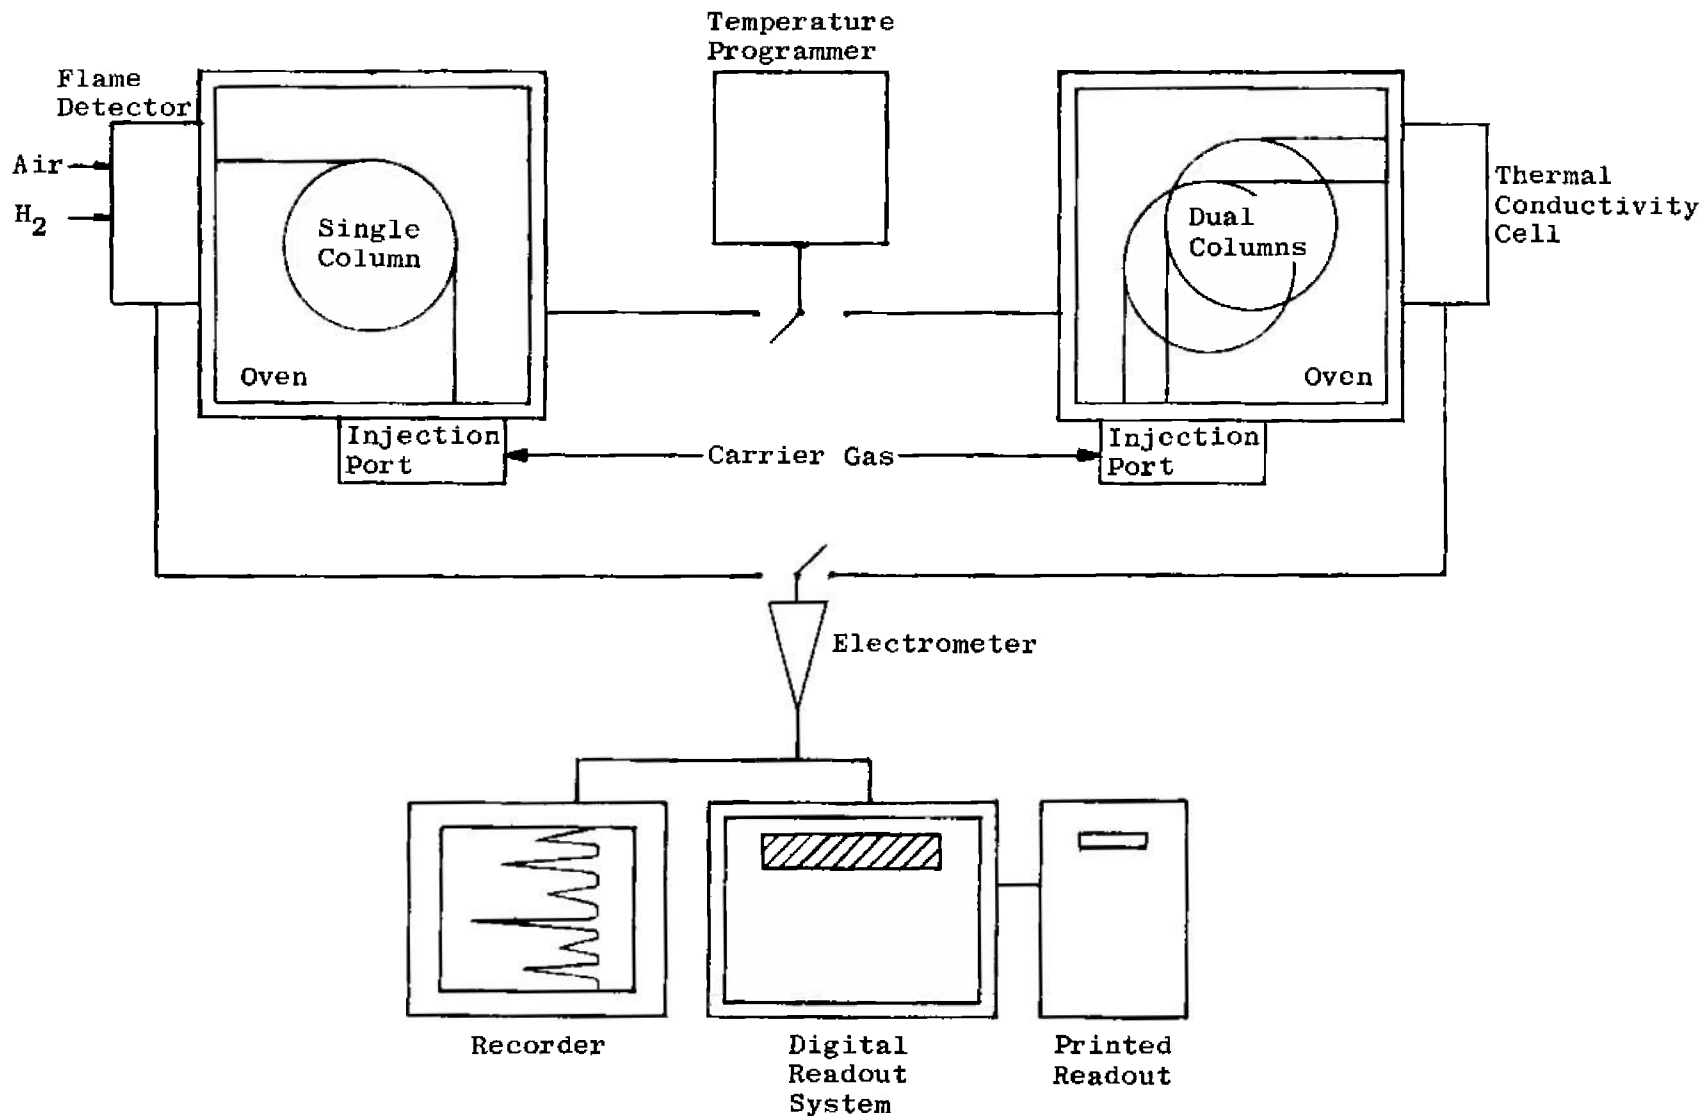 Temperature
Programmer
Flame
Detector
Air
H2
Single
Column
Oven
Dual
Columns
Oven
Thermal
Conductivity
Cell
Injection
Port
Carrier Gas
Injection
Port
Electrometer
Recorder
Digital
Readout
System
Printed
Readout